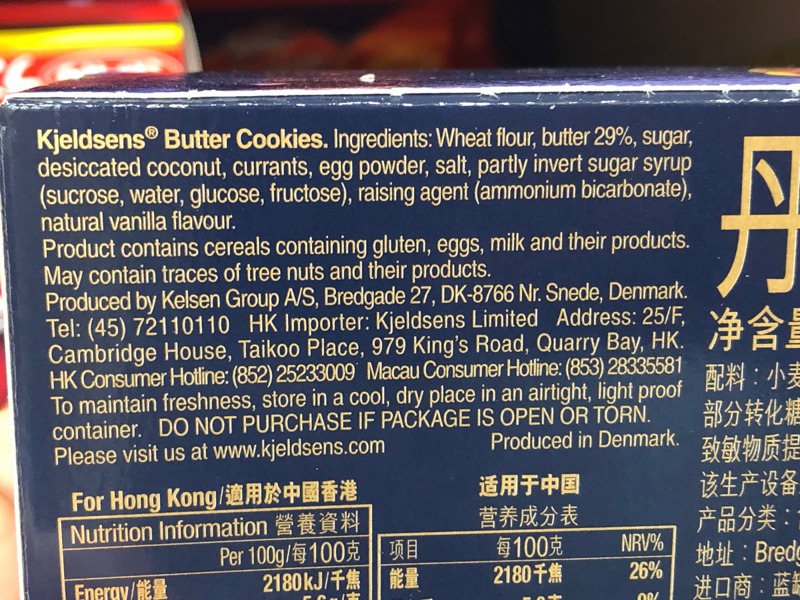 Kjeldsens® Butter Cookies. Ingredients: Wheat flour, butter 29%, sugar,
desiccated coconut, currants, egg powder, salt, partly invert sugar syrup
(sucrose, water, glucose, fructose), raising agent (ammonium bicarbonate),
natural vanilla flavour.
Product contains cereals containing gluten, eggs, milk and their products.
May contain traces of tree nuts and their products.
Produced by Kelsen Group A/S, Bredgade 27, DK-8766 Nr. Snede, Denmark.
Tel: (45) 72110110 HK Importer: Kjeldsens Limited Address: 25/F,
Cambridge House, Taikoo Place, 979 King's Road, Quarry Bay, HK.
HK Consumer Hotline: (852) 25233009 Macau Consumer Hotline: (853) 28335581
To maintain freshness, store in a cool, dry place in an airtight, light proof
container. DO NOT PURCHASE IF PACKAGE IS OPEN OR TORN.
Please visit us at www.kjeldsens.com Produced in Denmark.
For Hong Kong/適用於中國香港
Nutrition Information 營養資料
Per 100g/每100克
Energy/能量 2180kJ/千焦
适用于中国
营养成分表
项目 每100克 NRV%
能量 2180千焦 26%
丹
净含量
配料：小麦
部分转化糖
致敏物质提
该生产设备
产品分类：
地址：Bredg
进口商：蓝罐